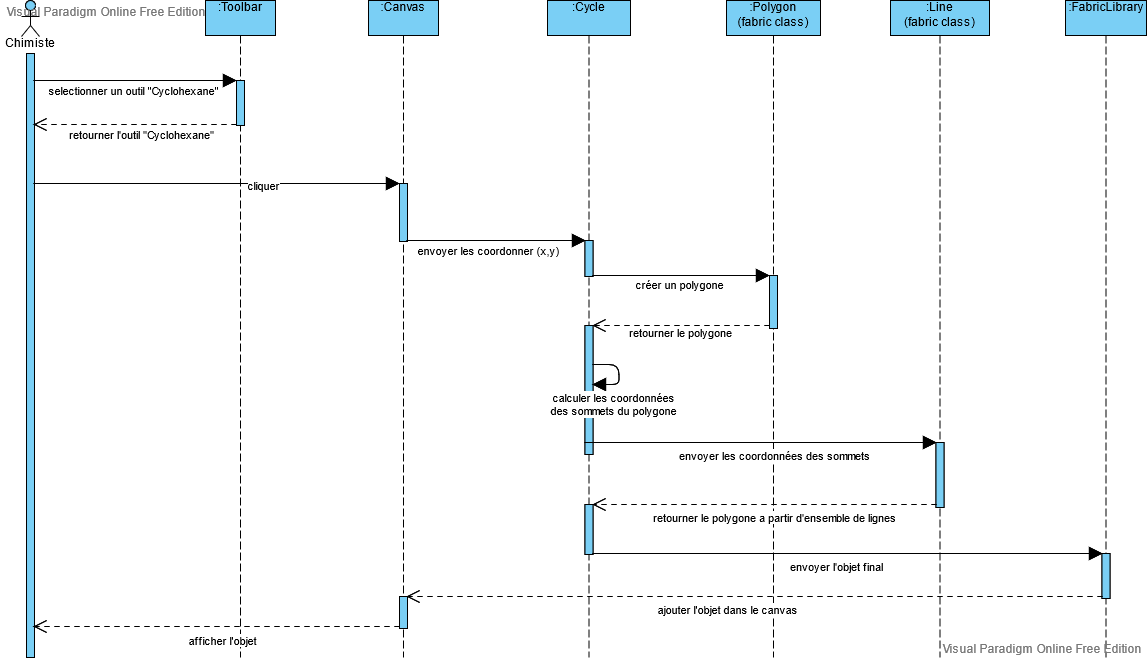 Visual Paradigm Online Free Edition
:Toolbar
:Canvas
:Cycle
:Polygon
(fabric class)
:Line
(fabric class)
:FabricLibrary
Chimiste
selectionner un outil "Cyclohexane"
retourner l'outil "Cyclohexane"
cliquer
envoyer les coordonner (x,y)
créer un polygone
retourner le polygone
calculer les coordonnées
des sommets du polygone
envoyer les coordonnées des sommets
retourner le polygone a partir d'ensemble de lignes
envoyer l'objet final
ajouter l'objet dans le canvas
afficher l'objet
Visual Paradigm Online Free Edition